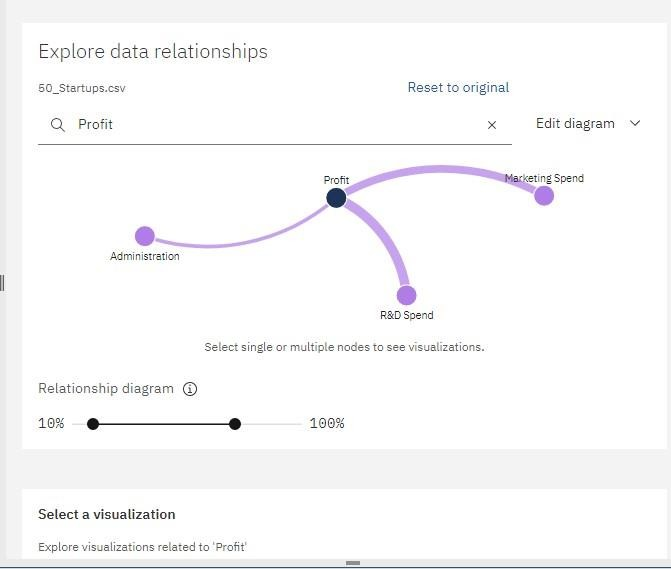 Explore data relationships
50_Startups.csv
Reset to original
Profit
Edit diagram
Profit
Marketing Spend
Administration
R&D Spend
Select single or multiple nodes to see visualizations.
Relationship diagram
10%
100%
Select a visualization
Explore visualizations related to 'Profit'